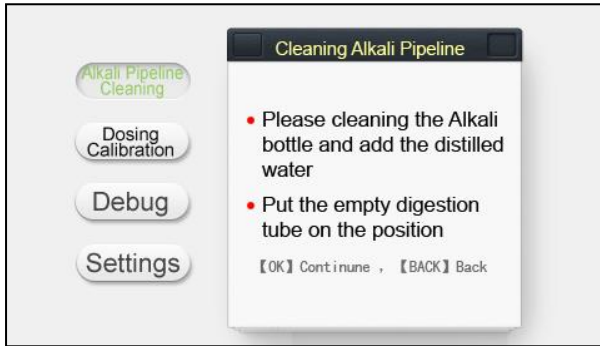 Alkali Pipeline
Cleaning
Dosing
Calibration
Debug
Settings
Cleaning Alkali Pipeline
Please cleaning the Alkali
bottle and add the distilled
water
Put the empty digestion
tube on the position
【OK】Continune , 【BACK】Back